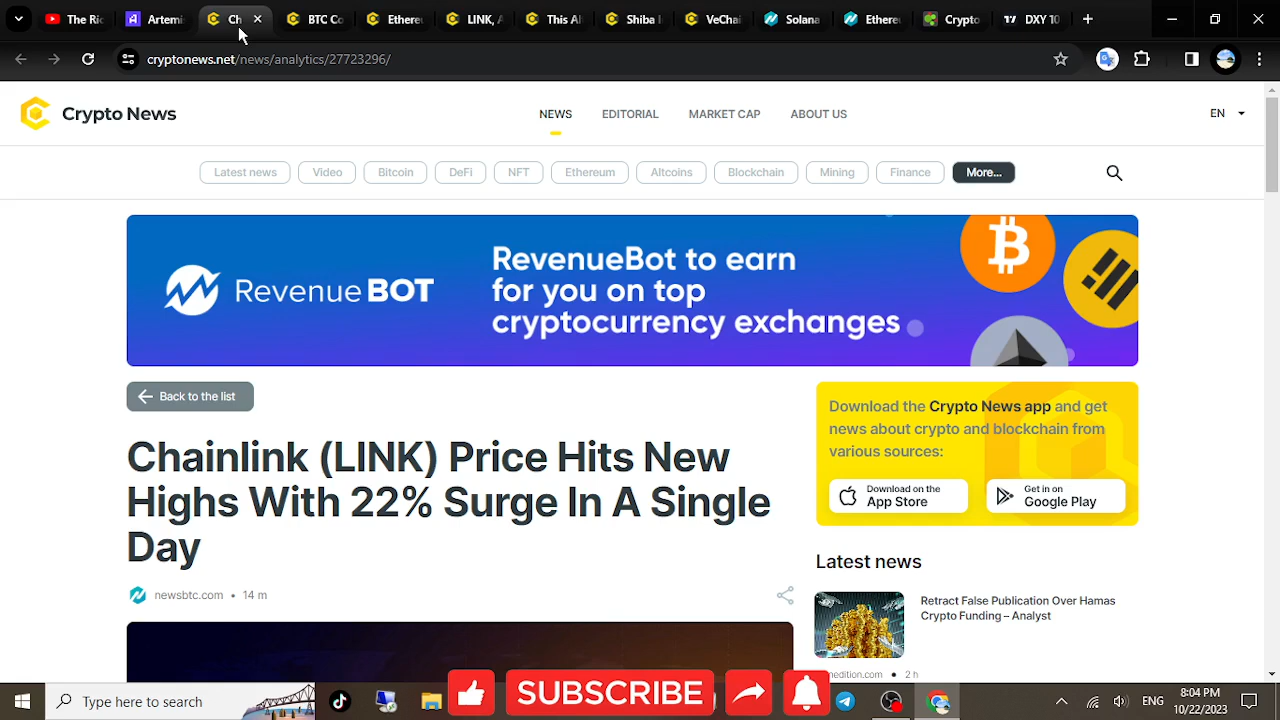 The Ric
Artemi
Ch
BTC Co
Ethere
LINK, A
This Al
Shiba I
VeChai
Solana
Ethere
Crypto
DXY 10
cryptonews.net/news/analytics/27723296/
Crypto News
NEWS
EDITORIAL
MARKET CAP
ABOUT US
EN
Latest news
Video
Bitcoin
DeFi
NFT
Ethereum
Altcoins
Blockchain
Mining
Finance
More...
Revenue BOT
RevenueBot to earn
for you on top
cryptocurrency exchanges
Back to the list
Chainlink (LINK) Price Hits New
Highs With 22% Surge In A Single
Day
newsbtc.com • 14 m
Download the Crypto News app and get
news about crypto and blockchain from
various sources:
Download on the
App Store
Get in on
Google Play
Latest news
Retract False Publication Over Hamas
Crypto Funding – Analyst
nedition.com • 2 h
Type here to search
SUBSCRIBE
ENG
8:04 PM
10/22/2023